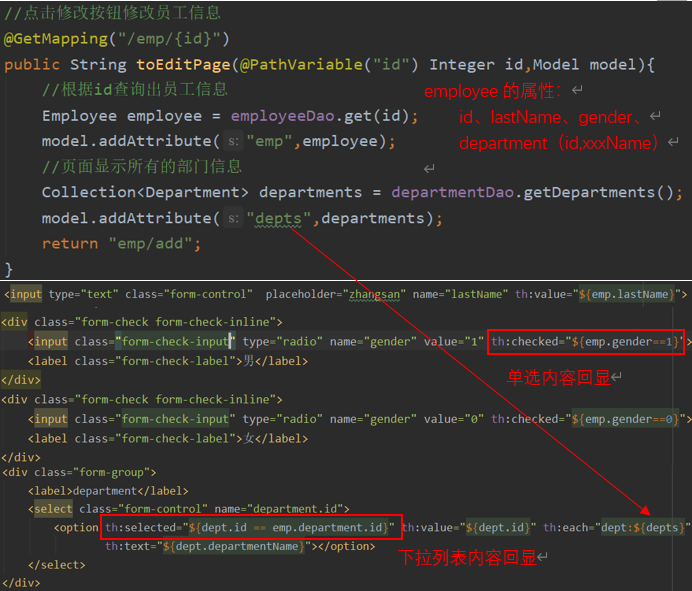 //点击修改按钮修改员工信息
@GetMapping("/emp/{id}")
public String toEditPage(@PathVariable("id") Integer id,Model model){
//根据id查询出员工信息
employee 的属性：↵
Employee employee = employeeDao.get(id);
id、lastName、gender、↵
model.addAttribute( s: "emp",employee);
department（id,xxxName）↵
//页面显示所有的部门信息
↵
Collection<Department> departments = departmentDao.getDepartments();
model.addAttribute( s: "depts",departments);
return "emp/add";
}
<input type="text" class="form-control"  placeholder="zhangsan" name="lastName" th:value="${emp.lastName}">
<div class="form-check form-check-inline">
<input class="form-check-input" type="radio" name="gender" value="1" th:checked="${emp.gender==1}">
<label class="form-check-label">男</label>
</div>
单选内容回显↵
<div class="form-check form-check-inline">
<input class="form-check-input" type="radio" name="gender" value="0" th:checked="${emp.gender==0}">
<label class="form-check-label">女</label>
</div>
<div class="form-group">
<label>department</label>
<select class="form-control" name="department.id">
<option th:selected="${dept.id == emp.department.id}" th:value="${dept.id}" th:each="dept:${depts}"
th:text="${dept.departmentName}"></option>
下拉列表内容回显↵
</select>
</div>